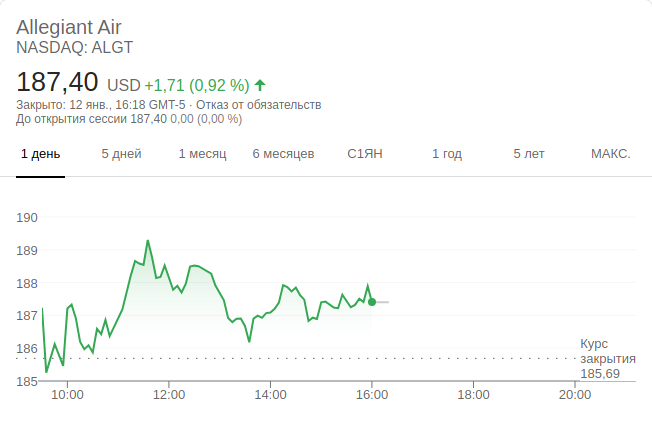 Allegiant Air
NASDAQ: ALGT
187,40 USD +1,71 (0,92 %)
Закрыто: 12 янв., 16:18 GMT-5 · Отказ от обязательств
До открытия сессии 187,40 0,00 (0,00 %)
1 день 5 дней 1 месяц 6 месяцев С1ЯН 1 год 5 лет МАКС.
190
189
188
187
186
185
Курс
закрытия
185,69
10:00 12:00 14:00 16:00 18:00 20:00